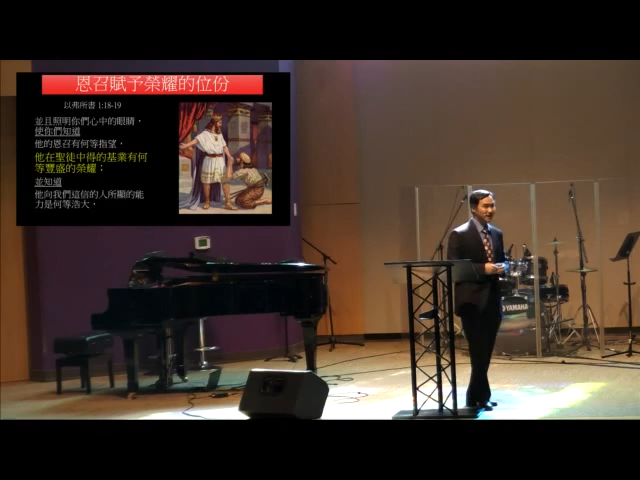 恩召賦予榮耀的位份
以弗所書 1:18-19
並且照明你們心中的眼睛，
使你們知道
他的恩召有何等指望，
他在聖徒中得的基業有何
等豐盛的榮耀；
並知道
他向我們這信的人所顯的能
力是何等浩大，
YAMAHA